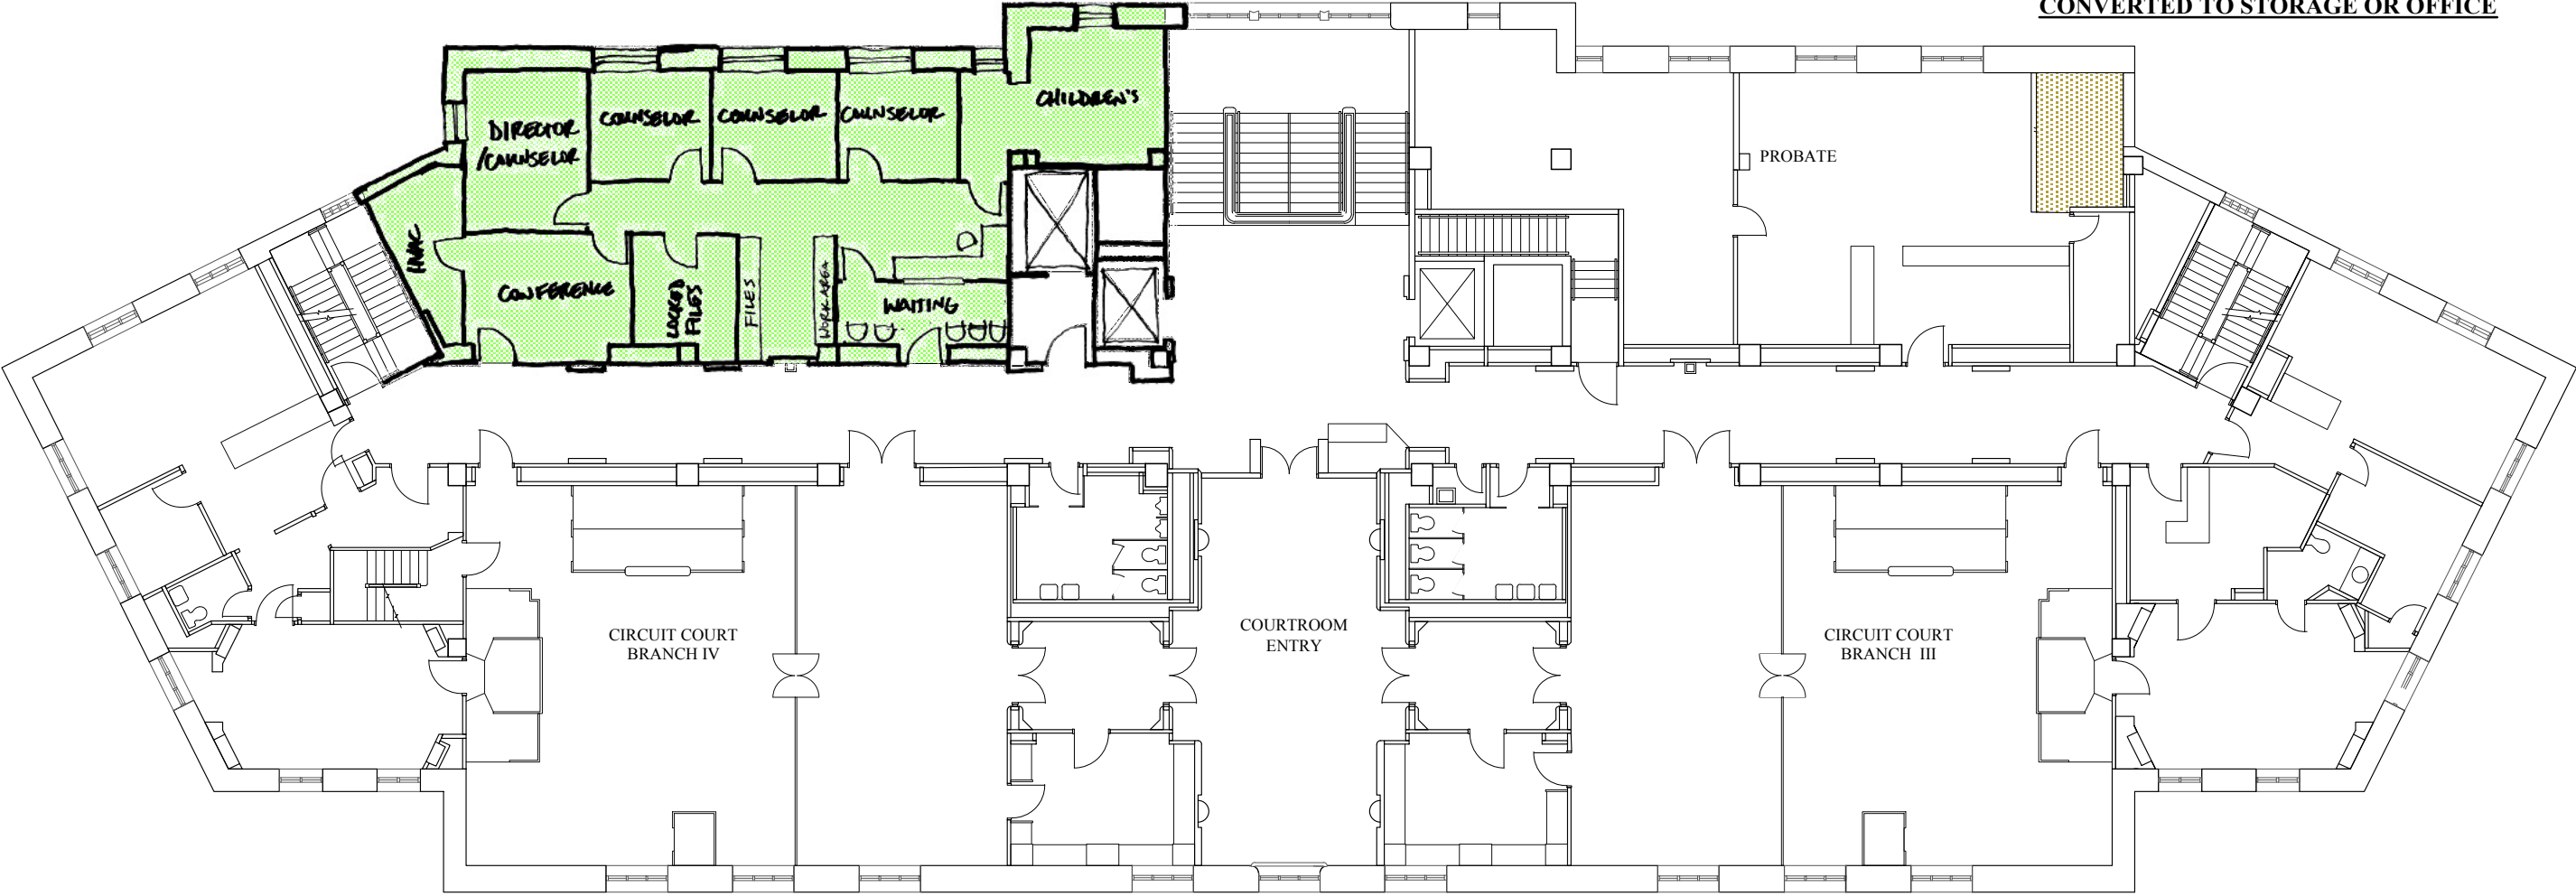 CONVERTED TO STORAGE OR OFFICE
CHILDREN'S
COUNSELOR
COUNSELOR
COUNSELOR
DIRECTOR
/COUNSELOR
PROBATE
HVAC
CONFERENCE
LOCKED
FILES
FILES
WORK AREA
WAITING
CIRCUIT COURT
BRANCH IV
COURTROOM
ENTRY
CIRCUIT COURT
BRANCH III